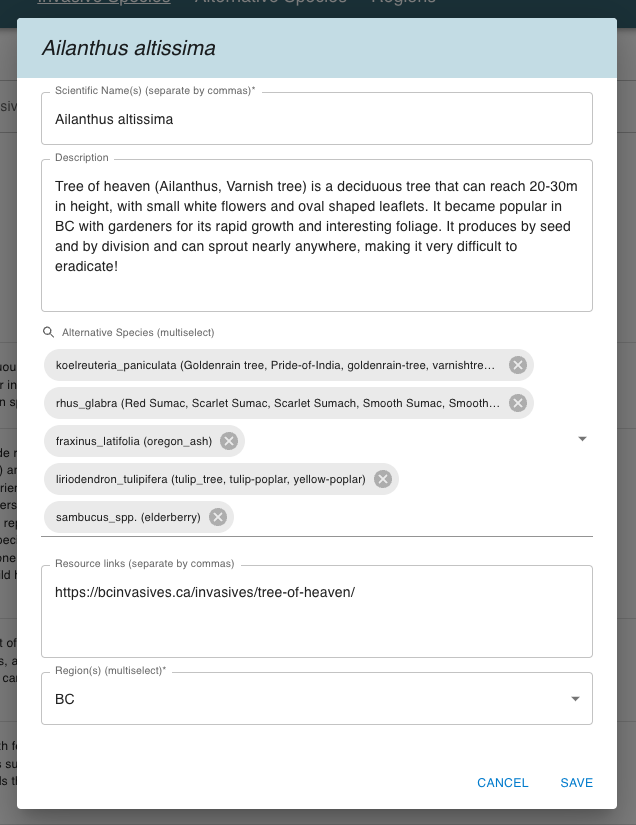 Invasive Species Alternative Species Regions
Ailanthus altissima
Scientific Name(s) (separate by commas)*
Ailanthus altissima
Description
Tree of heaven (Ailanthus, Varnish tree) is a deciduous tree that can reach 20-30m
in height, with small white flowers and oval shaped leaflets. It became popular in
BC with gardeners for its rapid growth and interesting foliage. It produces by seed
and by division and can sprout nearly anywhere, making it very difficult to
eradicate!
Alternative Species (multiselect)
koelreuteria_paniculata (Goldenrain tree, Pride-of-India, goldenrain-tree, varnishtre...
rhus_glabra (Red Sumac, Scarlet Sumac, Scarlet Sumach, Smooth Sumac, Smooth...
fraxinus_latifolia (oregon_ash)
liriodendron_tulipifera (tulip_tree, tulip-poplar, yellow-poplar)
sambucus_spp. (elderberry)
Resource links (separate by commas)
https://bcinvasives.ca/invasives/tree-of-heaven/
Region(s) (multiselect)*
BC
CANCEL SAVE